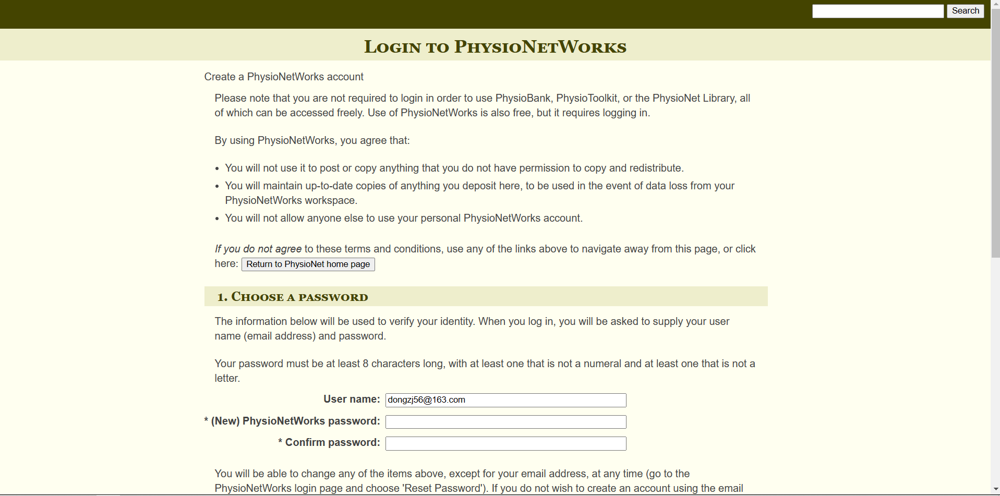 Search
Login to PhysioNetWorks
Create a PhysioNetWorks account
Please note that you are not required to login in order to use PhysioBank, PhysioToolkit, or the PhysioNet Library, all
of which can be accessed freely. Use of PhysioNetWorks is also free, but it requires logging in.
By using PhysioNetWorks, you agree that:
• You will not use it to post or copy anything that you do not have permission to copy and redistribute.
• You will maintain up-to-date copies of anything you deposit here, to be used in the event of data loss from your
PhysioNetWorks workspace.
• You will not allow anyone else to use your personal PhysioNetWorks account.
If you do not agree to these terms and conditions, use any of the links above to navigate away from this page, or click
here: Return to PhysioNet home page
1. Choose a password
The information below will be used to verify your identity. When you log in, you will be asked to supply your user
name (email address) and password.
Your password must be at least 8 characters long, with at least one that is not a numeral and at least one that is not a
letter.
User name: dongzj56@163.com
* (New) PhysioNetWorks password:
* Confirm password:
You will be able to change any of the items above, except for your email address, at any time (go to the
PhysioNetWorks login page and choose 'Reset Password'). If you do not wish to create an account using the email